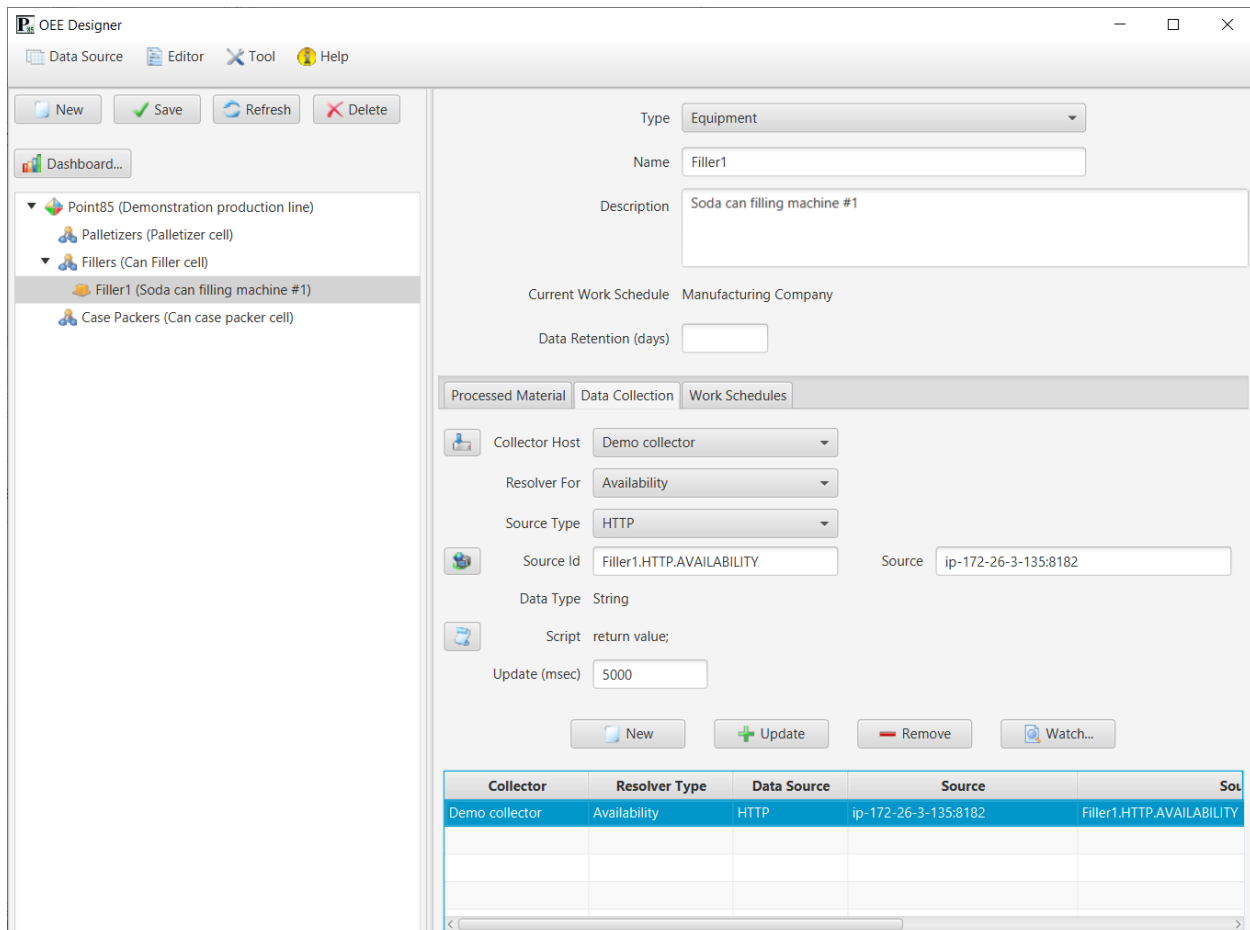 P85 OEE Designer
Data Source Editor Tool Help
New Save Refresh Delete
Dashboard...
Point85 (Demonstration production line)
Palletizers (Palletizer cell)
Fillers (Can Filler cell)
Filler1 (Soda can filling machine #1)
Case Packers (Can case packer cell)
Type Equipment
Name Filler1
Description Soda can filling machine #1
Current Work Schedule Manufacturing Company
Data Retention (days)
Processed Material Data Collection Work Schedules
Collector Host Demo collector
Resolver For Availability
Source Type HTTP
Source Id Filler1.HTTP.AVAILABILITY Source ip-172-26-3-135:8182
Data Type String
Script return value;
Update (msec) 5000
New Update Remove Watch...
Collector Resolver Type Data Source Source Sou
Demo collector Availability HTTP ip-172-26-3-135:8182 Filler1.HTTP.AVAILABILITY